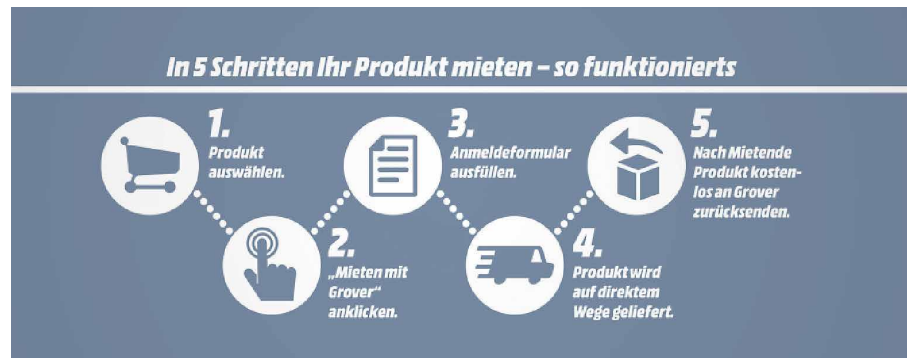 In 5 Schritten Ihr Produkt mieten – so funktionierts
1.
Produkt
auswählen.
2.
„Mieten mit
Grover“
anklicken.
3.
Anmeldeformular
ausfüllen.
4.
Produkt wird
auf direktem
Wege geliefert.
5.
Nach Mietende
Produkt kosten-
los an Grover
zurücksenden.